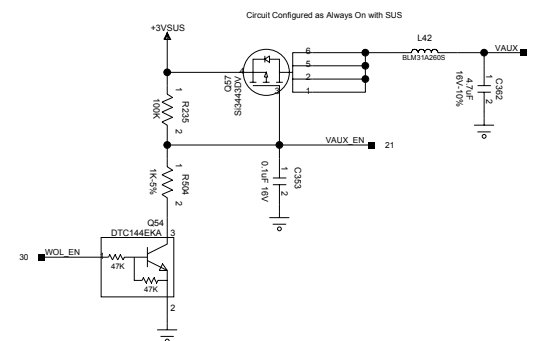 Circuit Configured as Always On with SUS
+3VSUS
L42
BLM31A260S
VAUX
6
5
2
1
4
3
SI3443DV
Q57
1
C362
4.7uF
16V-10%
2
1
R235
100K
2
VAUX_EN
21
1
R504
1K-5%
2
1
C353
0.1uF 16V
2
Q54
DTC144EKA
3
30
WOL_EN
1
47K
47K
2